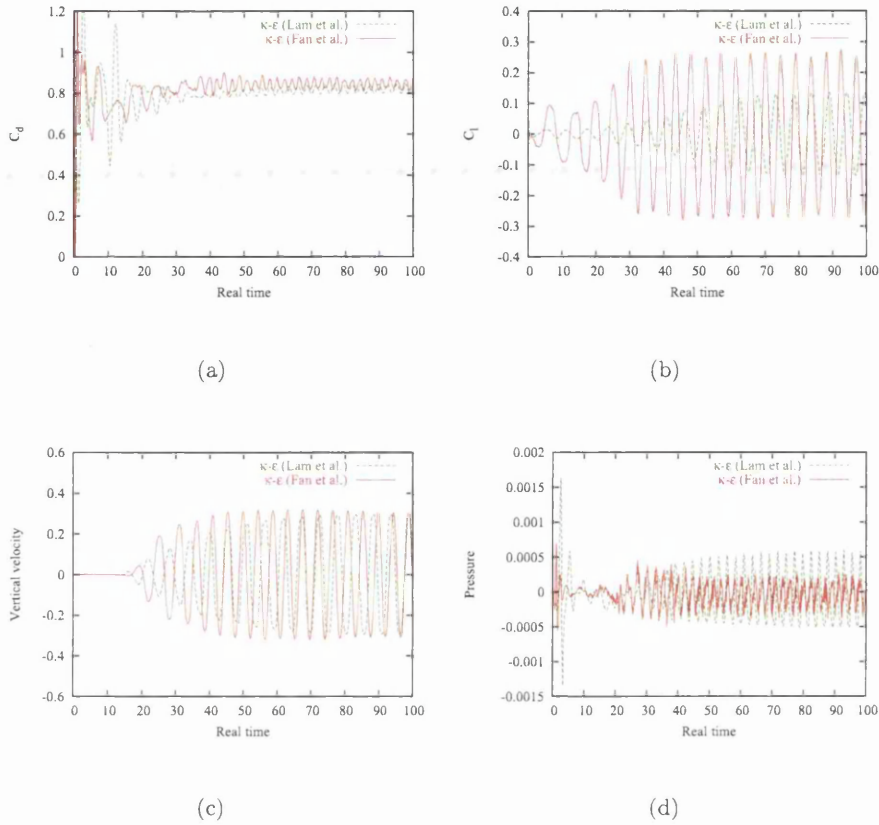 1.2
1
0.8
0.6
0.4
0.2
0
C_d
κ-ε (Lam et al.)
κ-ε (Fan et al.)
0 10 20 30 40 50 60 70 80 90 100
Real time
(a)
0.4
0.3
0.2
0.1
0
-0.1
-0.2
-0.3
-0.4
C_l
κ-ε (Lam et al.)
κ-ε (Fan et al.)
0 10 20 30 40 50 60 70 80 90 100
Real time
(b)
0.6
0.4
0.2
0
-0.2
-0.4
-0.6
Vertical velocity
κ-ε (Lam et al.)
κ-ε (Fan et al.)
0 10 20 30 40 50 60 70 80 90 100
Real time
(c)
0.002
0.0015
0.001
0.0005
0
-0.0005
-0.001
-0.0015
Pressure
κ-ε (Lam et al.)
κ-ε (Fan et al.)
0 10 20 30 40 50 60 70 80 90 100
Real time
(d)